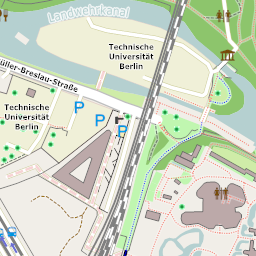 Landwehrkanal
Technische
Universität
Berlin
üller-Breslau-Straße
Technische
Universität
Berlin
P
P
P